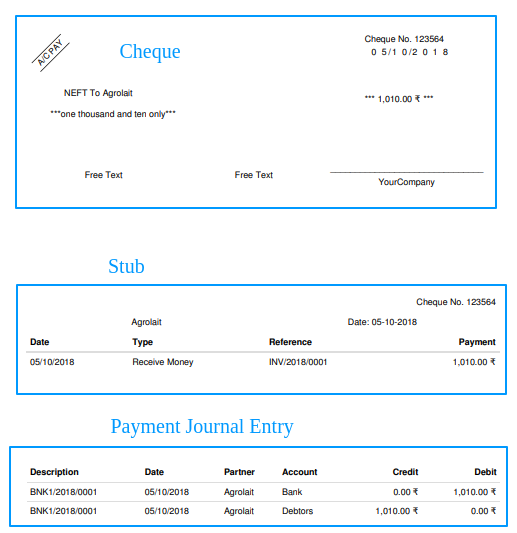 Cheque No. 123564
A/C PAY
Cheque
0 5/1 0/2 0 1 8
NEFT To Agrolait
*** 1,010.00 ₹ ***
***one thousand and ten only***
Free Text Free Text
YourCompany
Stub
Cheque No. 123564
Agrolait Date: 05-10-2018
Date Type Reference Payment
05/10/2018 Receive Money INV/2018/0001 1,010.00 ₹
Payment Journal Entry
Description Date Partner Account Credit Debit
BNK1/2018/0001 05/10/2018 Agrolait Bank 0.00 ₹ 1,010.00 ₹
BNK1/2018/0001 05/10/2018 Agrolait Debtors 1,010.00 ₹ 0.00 ₹